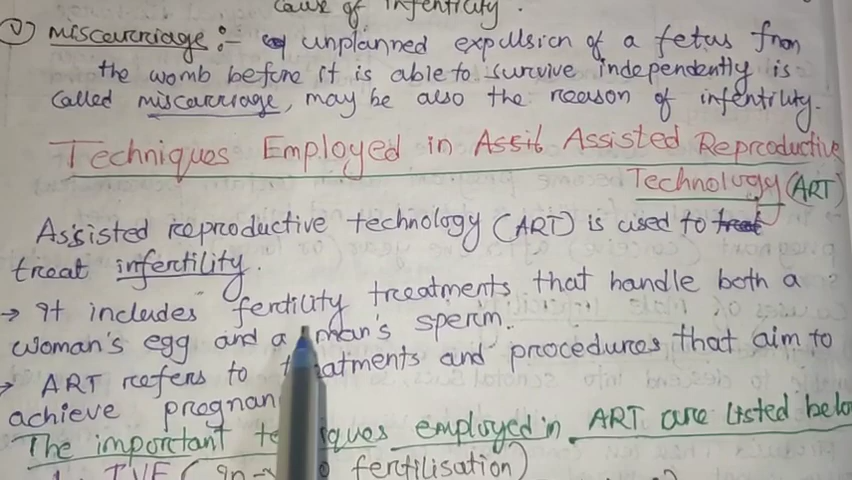 cause of infertility.
(V) miscarriage :- unplanned expulsion of a fetus from
the womb before it is able to survive independently is
called miscarriage, may be also the reason of infertility.
Techniques Employed in Assit Assisted Reproductive
Technology (ART)
Assisted reproductive technology (ART) is used to treat
treat infertility.
→ It includes fertility treatments that handle both a
woman's egg and a man's sperm.
→ ART refers to treatments and procedures that aim to
achieve pregnan
The important techniques employed in ART are listed below
IVF ( fertilisation)